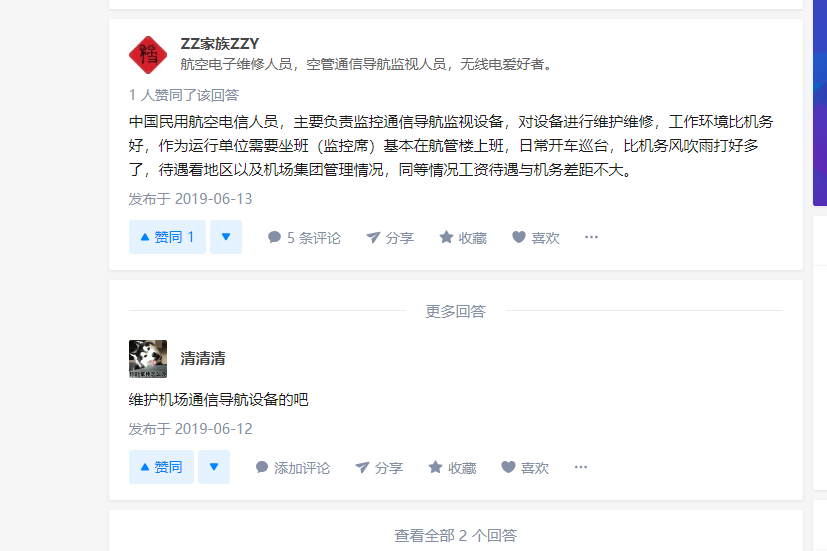 ZZ家族ZZY
航空电子维修人员，空管通信导航监视人员，无线电爱好者。
1 人赞同了该回答
中国民用航空电信人员，主要负责监控通信导航监视设备，对设备进行维护维修，工作环境比机务
好，作为运行单位需要坐班（监控席）基本在航管楼上班，日常开车巡台，比机务风吹雨打好多
了，待遇看地区以及机场集团管理情况，同等情况工资待遇与机务差距不大。
发布于 2019-06-13
赞同 1 5 条评论 分享 收藏 喜欢
更多回答
清清清
维护机场通信导航设备的吧
发布于 2019-06-12
赞同 添加评论 分享 收藏 喜欢
查看全部 2 个回答